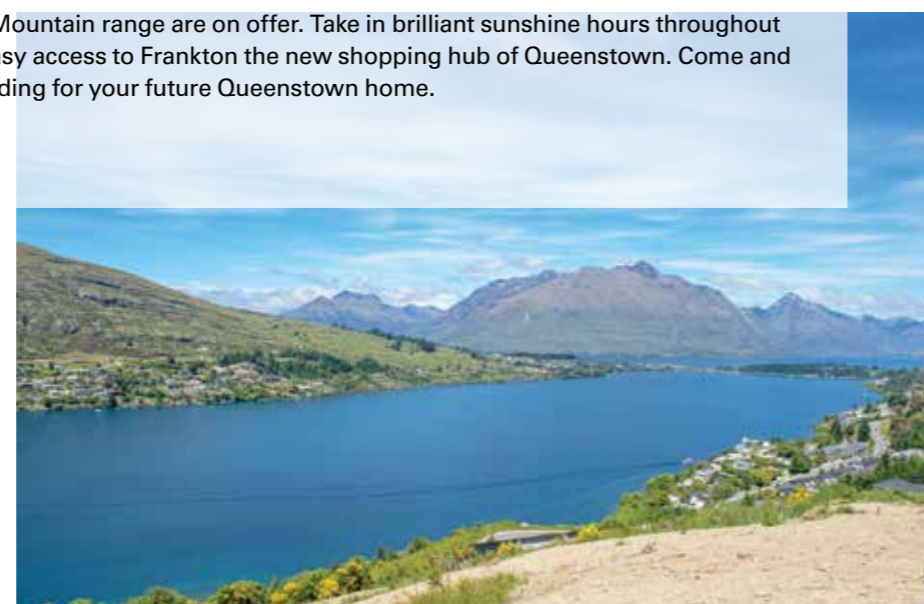 Mountain range are on offer. Take in brilliant sunshine hours throughout
sy access to Frankton the new shopping hub of Queenstown. Come and
ding for your future Queenstown home.